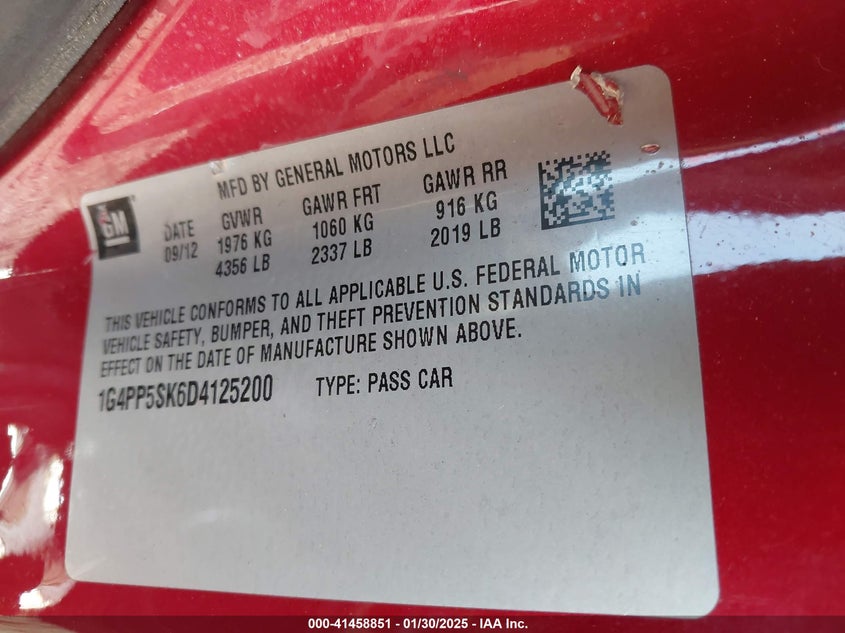 MFD BY GENERAL MOTORS LLC
GM
DATE GVWR GAWR FRT GAWR RR
09/12 1976 KG 1060 KG 916 KG
4356 LB 2337 LB 2019 LB
THIS VEHICLE CONFORMS TO ALL APPLICABLE U.S. FEDERAL MOTOR
VEHICLE SAFETY, BUMPER, AND THEFT PREVENTION STANDARDS IN
EFFECT ON THE DATE OF MANUFACTURE SHOWN ABOVE.
1G4PP5SK6D4125200 TYPE: PASS CAR
000-41458851 | 01/30/2025 | IAA Inc.